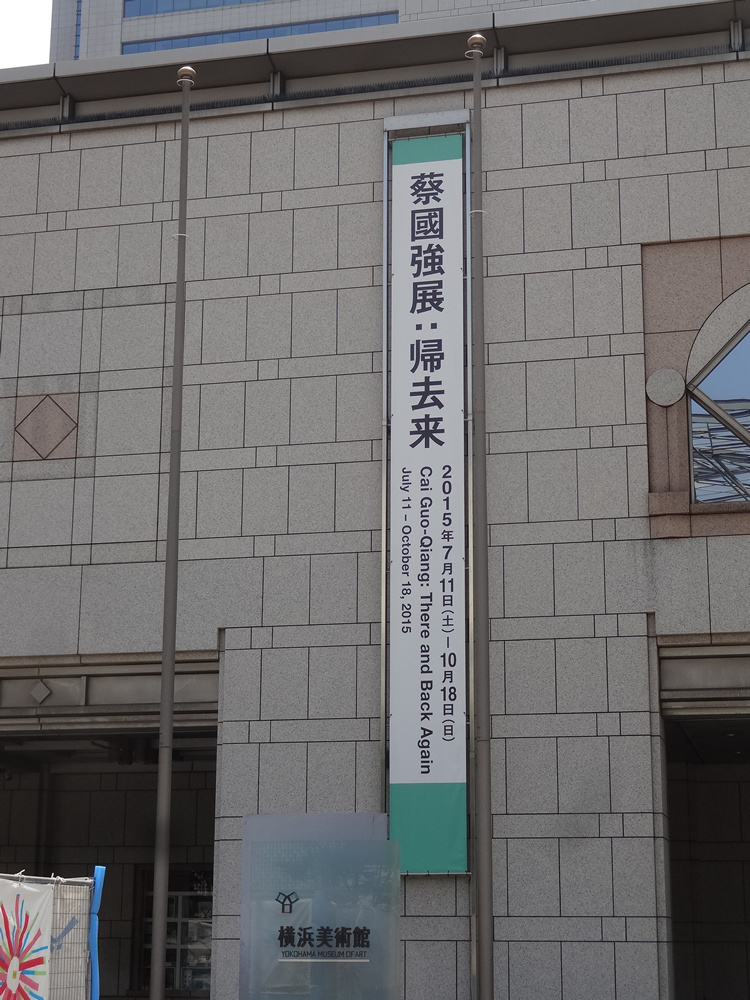 蔡國強展：帰去来
2015年7月11日(土)－10月18日(日)
Cai Guo-Qiang: There and Back Again
July 11 – October 18, 2015
横浜美術館
YOKOHAMA MUSEUM OF ART